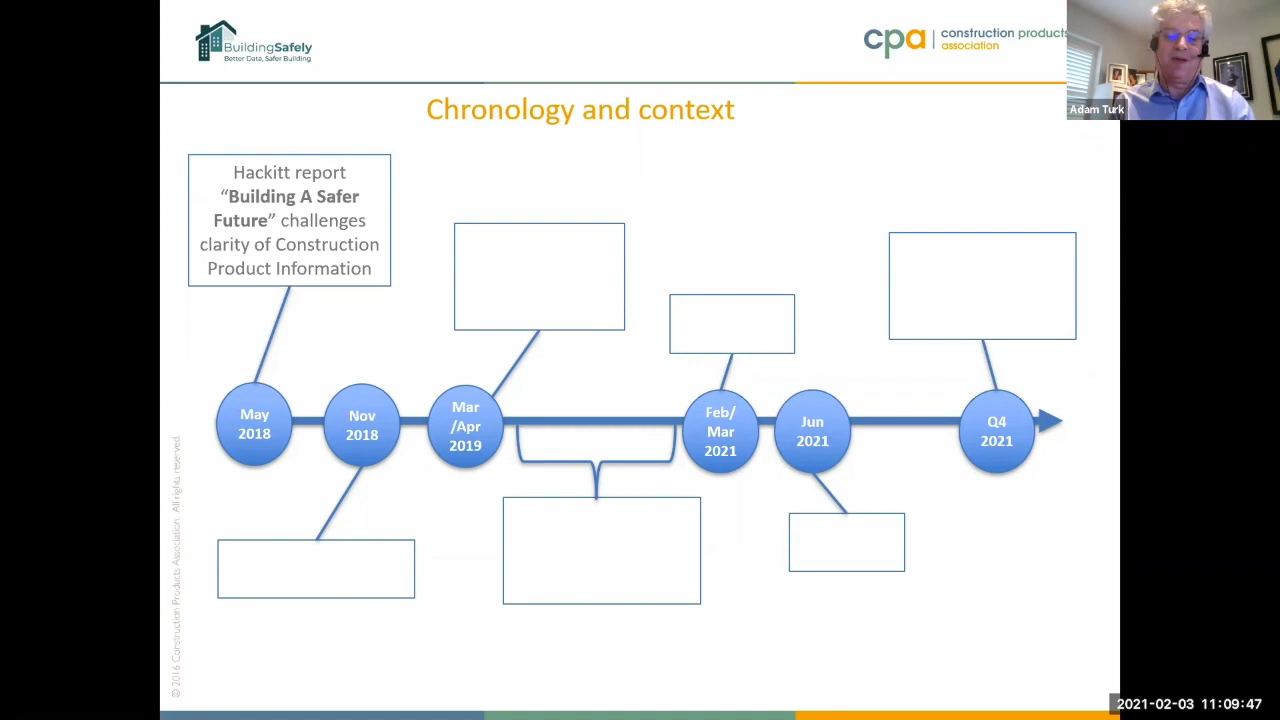 BuildingSafely
Better Data, Safer Building
cpa
construction products
association
Adam Turk
Chronology and context
Hackitt report
“Building A Safer
Future” challenges
clarity of Construction
Product Information
May
2018
Nov
2018
Mar
/Apr
2019
Feb/
Mar
2021
Jun
2021
Q4
2021
© 2016 Construction Products Association. All rights reserved.
2021-02-03 11:09:47